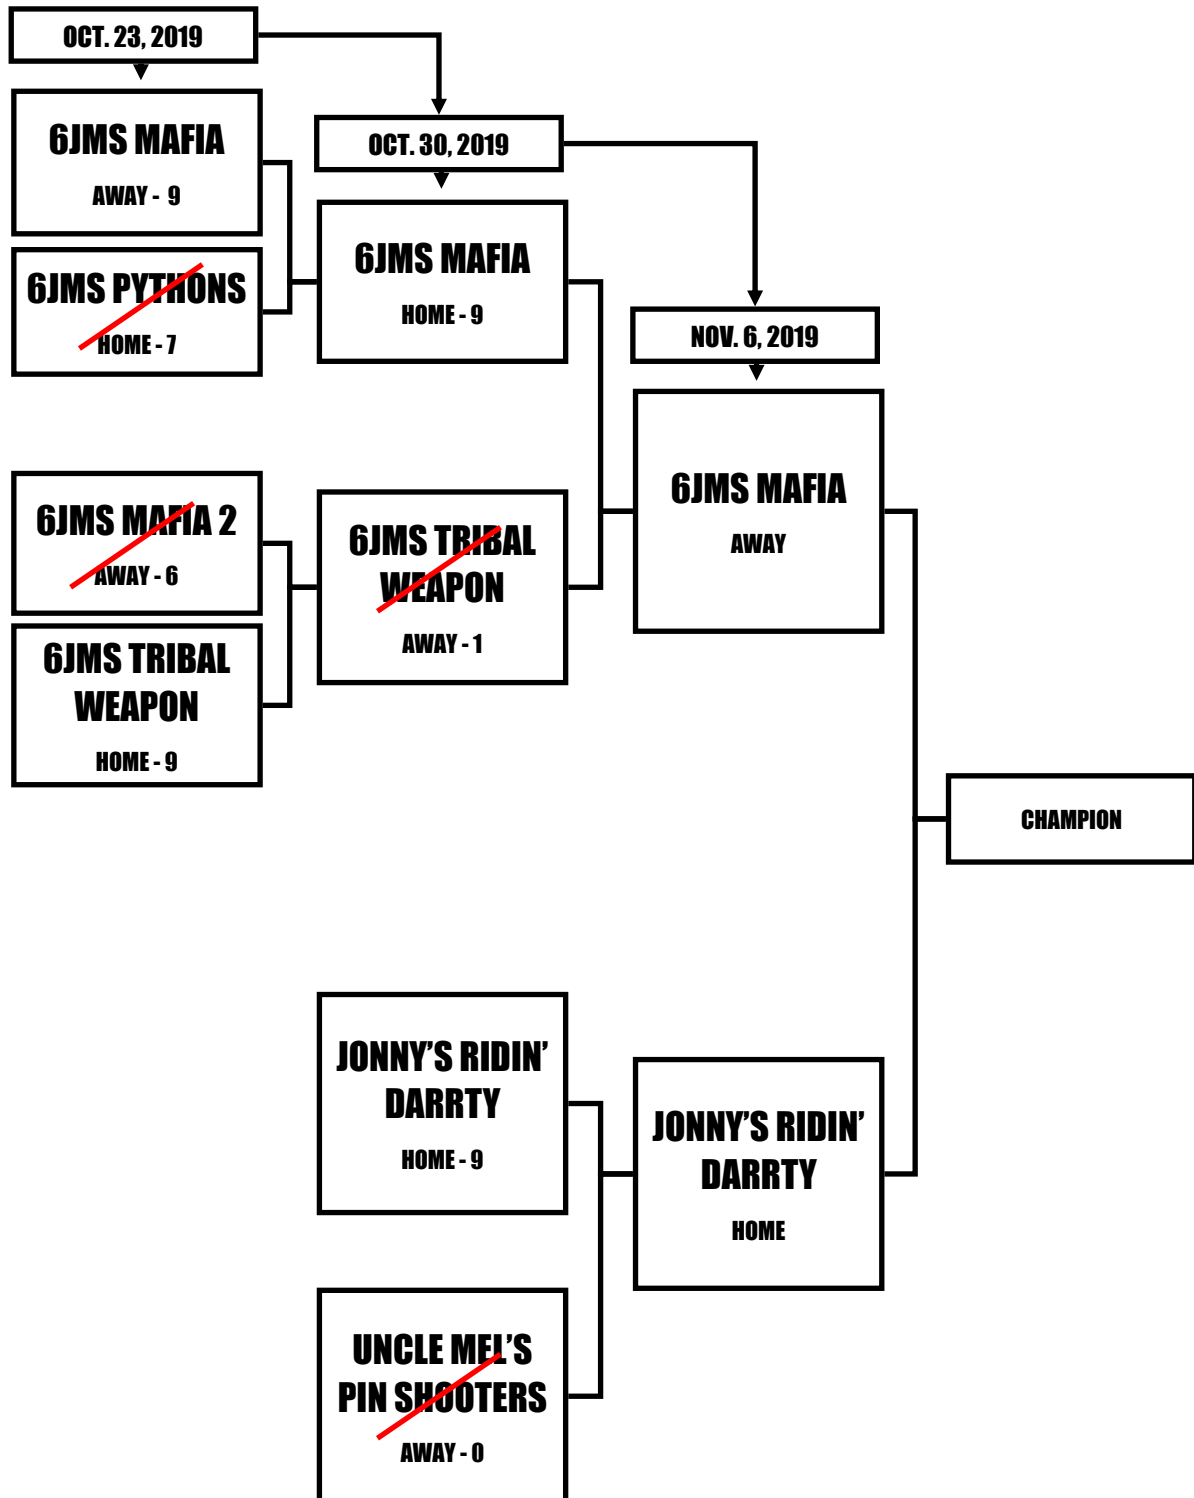 OCT. 23, 2019
6JMS MAFIA
AWAY -  9
6JMS PYTHONS
HOME - 7
6JMS MAFIA 2
AWAY - 6
6JMS TRIBAL
WEAPON
HOME - 9
OCT. 30, 2019
6JMS MAFIA
HOME - 9
6JMS TRIBAL
WEAPON
AWAY - 1
JONNY’S RIDIN’
DARRTY
HOME - 9
UNCLE MEL’S
PIN SHOOTERS
AWAY - 0
NOV. 6, 2019
6JMS MAFIA
AWAY
JONNY’S RIDIN’
DARRTY
HOME
CHAMPION